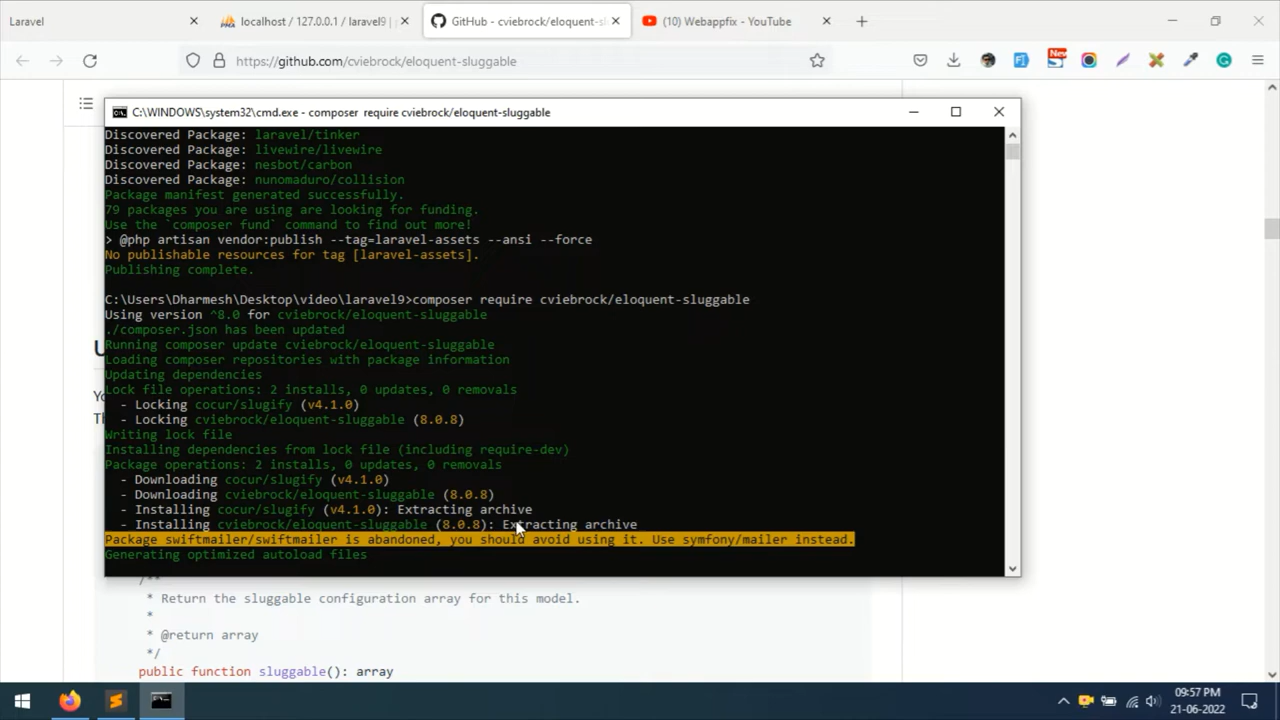 Laravel
localhost / 127.0.0.1 / laravel9 |
GitHub - cviebrock/eloquent-sl
(10) Webappfix - YouTube
https://github.com/cviebrock/eloquent-sluggable
New
C:\WINDOWS\system32\cmd.exe - composer require cviebrock/eloquent-sluggable
Discovered Package: laravel/tinker
Discovered Package: livewire/livewire
Discovered Package: nesbot/carbon
Discovered Package: nunomaduro/collision
Package manifest generated successfully.
79 packages you are using are looking for funding.
Use the `composer fund` command to find out more!
> @php artisan vendor:publish --tag=laravel-assets --ansi --force
No publishable resources for tag [laravel-assets].
Publishing complete.
C:\Users\Dharmesh\Desktop\video\laravel9>composer require cviebrock/eloquent-sluggable
Using version ^8.0 for cviebrock/eloquent-sluggable
./composer.json has been updated
Running composer update cviebrock/eloquent-sluggable
Loading composer repositories with package information
Updating dependencies
Lock file operations: 2 installs, 0 updates, 0 removals
- Locking cocur/slugify (v4.1.0)
- Locking cviebrock/eloquent-sluggable (8.0.8)
Writing lock file
Installing dependencies from lock file (including require-dev)
Package operations: 2 installs, 0 updates, 0 removals
- Downloading cocur/slugify (v4.1.0)
- Downloading cviebrock/eloquent-sluggable (8.0.8)
- Installing cocur/slugify (v4.1.0): Extracting archive
- Installing cviebrock/eloquent-sluggable (8.0.8): Extracting archive
Package swiftmailer/swiftmailer is abandoned, you should avoid using it. Use symfony/mailer instead.
Generating optimized autoload files
/**
* Return the sluggable configuration array for this model.
*
* @return array
*/
public function sluggable(): array
09:57 PM
21-06-2022